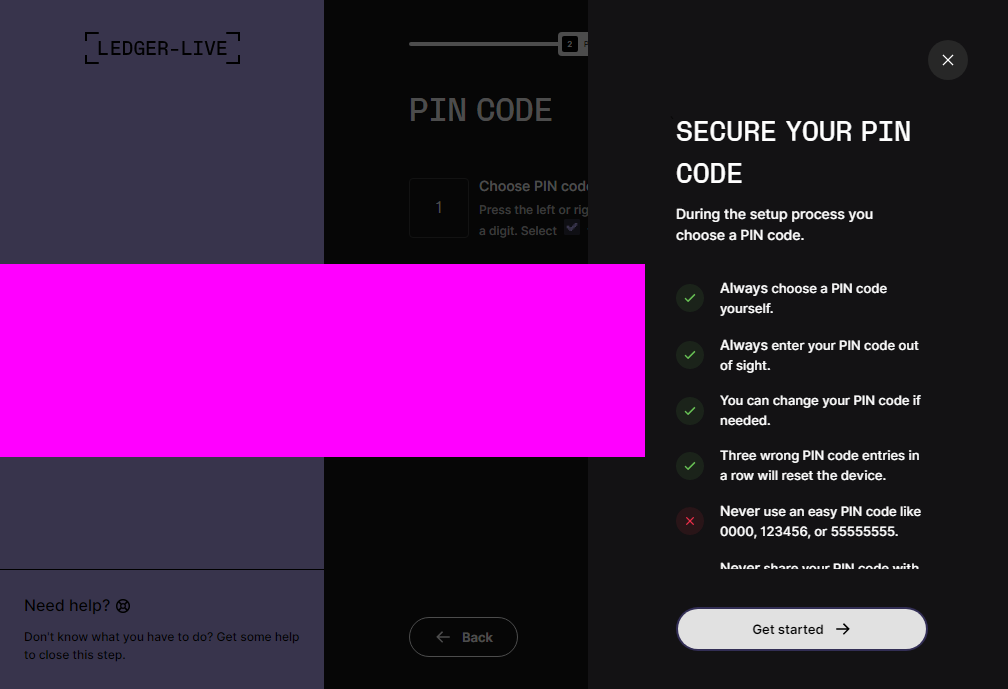 LEDGER-LIVE
2
PIN CODE
1
Choose PIN code
Press the left or rig
a digit. Select
Back
Need help?
Don't know what you have to do? Get some help
to close this step.
SECURE YOUR PIN
CODE
During the setup process you
choose a PIN code.
Always choose a PIN code
yourself.
Always enter your PIN code out
of sight.
You can change your PIN code if
needed.
Three wrong PIN code entries in
a row will reset the device.
Never use an easy PIN code like
0000, 123456, or 55555555.
Never share your PIN code with
Get started